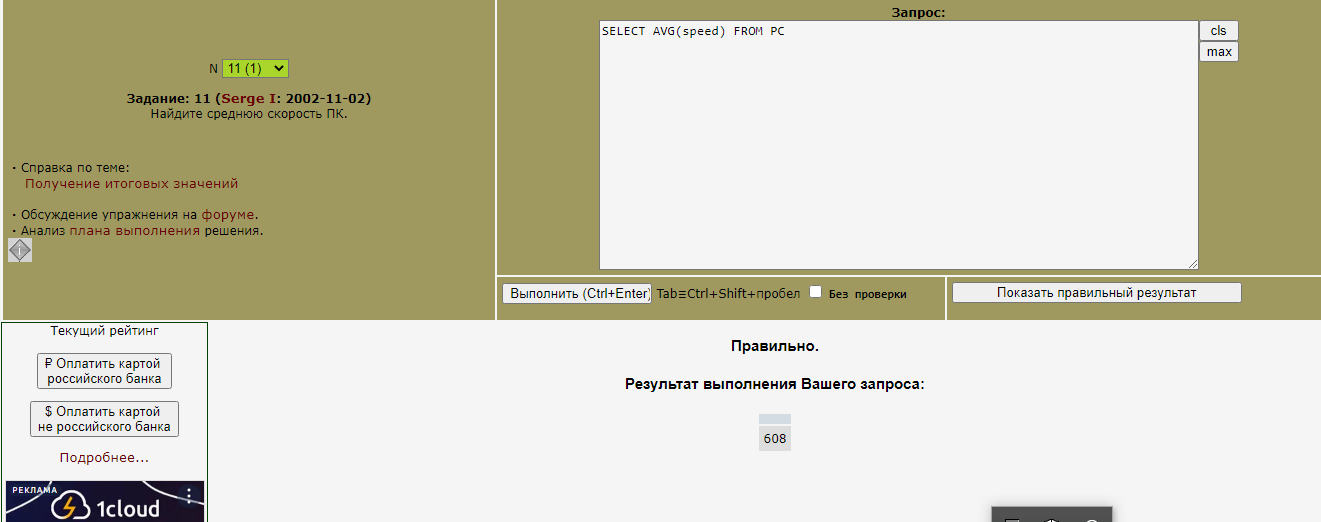 N 11 (1)
Задание: 11 (Serge I: 2002-11-02)
Найдите среднюю скорость ПК.
· Справка по теме:
Получение итоговых значений
· Обсуждение упражнения на форуме.
· Анализ плана выполнения решения.
i
Запрос:
SELECT AVG(speed) FROM PC
cls
max
Выполнить (Ctrl+Enter) Tab≡Ctrl+Shift+пробел Без проверки
Показать правильный результат
Текущий рейтинг
₽ Оплатить картой
российского банка
$ Оплатить картой
не российского банка
Подробнее...
РЕКЛАМА
1cloud
Правильно.
Результат выполнения Вашего запроса:
608